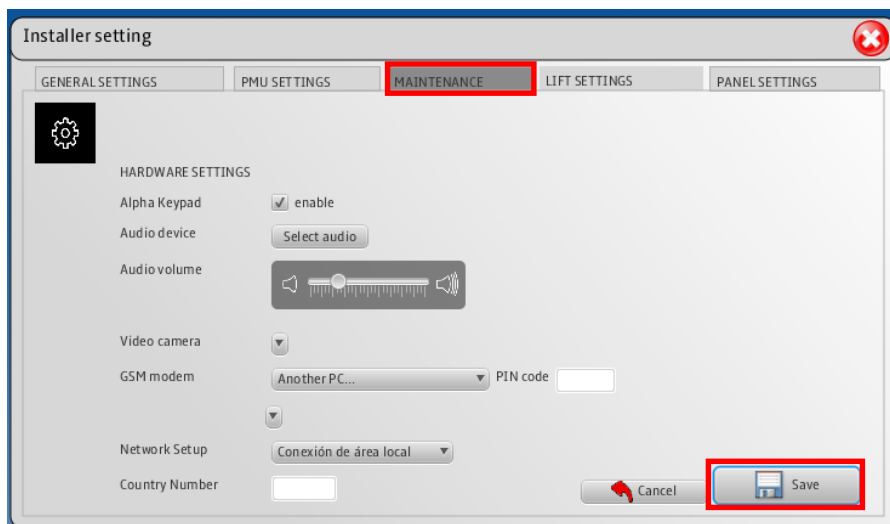 Installer setting
GENERAL SETTINGS PMU SETTINGS MAINTENANCE LIFT SETTINGS PANEL SETTINGS
HARDWARE SETTINGS
Alpha Keypad enable
Audio device Select audio
Audio volume
Video camera
GSM modem Another PC... PIN code
Network Setup Conexión de área local
Country Number
Cancel Save